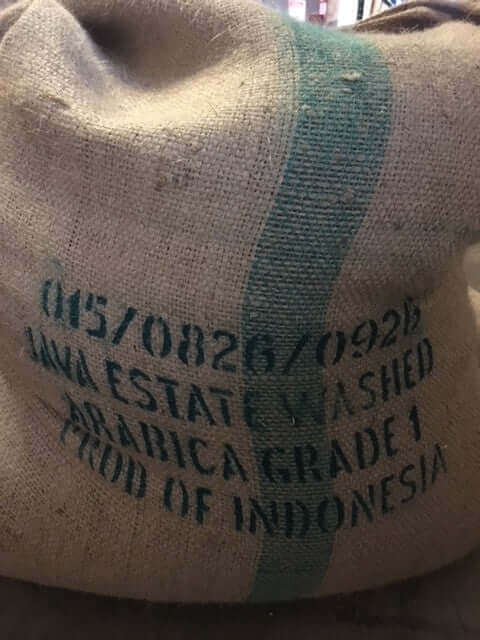 015/0826/0926
JAVA ESTATE WASHED
ARABICA GRADE 1
PROD OF INDONESIA